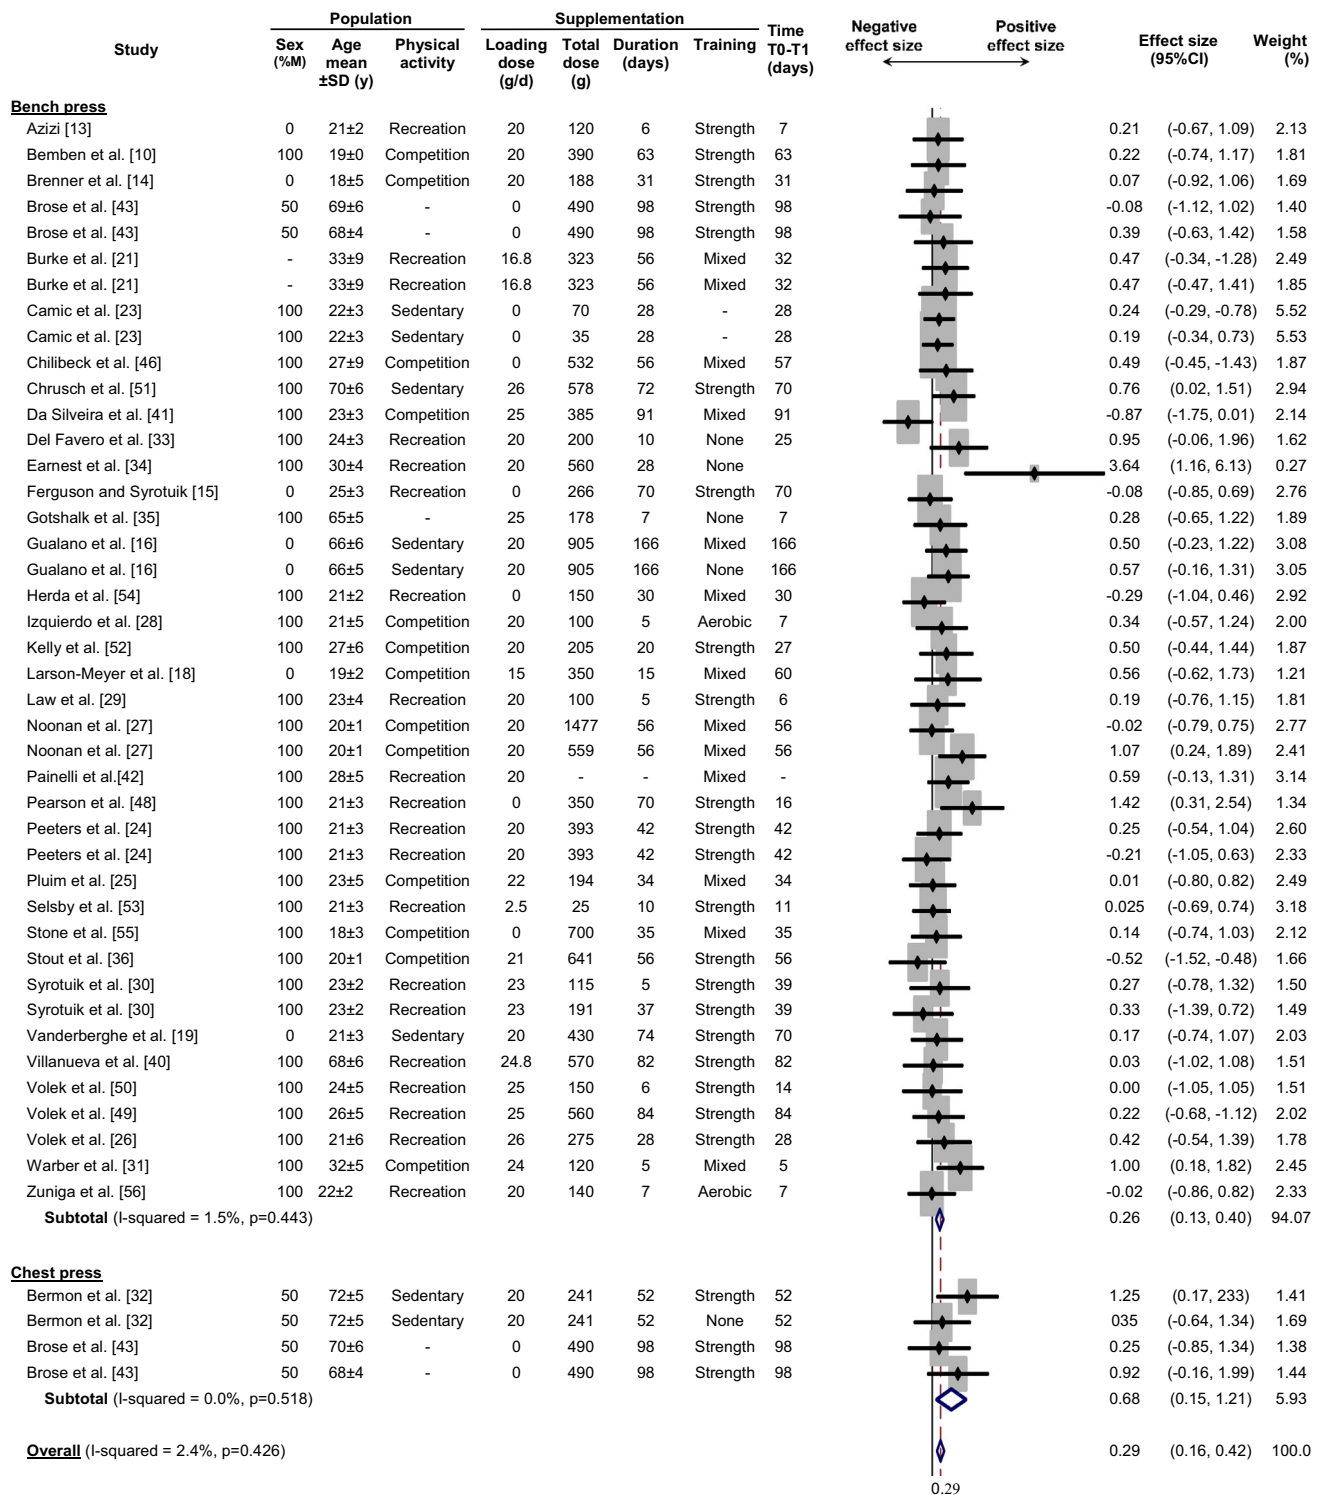 Population Supplementation
Study Sex (%M) Age mean ±SD (y) Physical activity Loading dose (g/d) Total dose (g) Duration (days) Training Time T0-T1 (days) Negative effect size Positive effect size Effect size (95%CI) Weight (%)
Bench press
Azizi [13] 0 21±2 Recreation 20 120 6 Strength 7 0.21 (-0.67, 1.09) 2.13
Bemben et al. [10] 100 19±0 Competition 20 390 63 Strength 63 0.22 (-0.74, 1.17) 1.81
Brenner et al. [14] 0 18±5 Competition 20 188 31 Strength 31 0.07 (-0.92, 1.06) 1.69
Brose et al. [43] 50 69±6 - 0 490 98 Strength 98 -0.08 (-1.12, 1.02) 1.40
Brose et al. [43] 50 68±4 - 0 490 98 Strength 98 0.39 (-0.63, 1.42) 1.58
Burke et al. [21] - 33±9 Recreation 16.8 323 56 Mixed 32 0.47 (-0.34, -1.28) 2.49
Burke et al. [21] - 33±9 Recreation 16.8 323 56 Mixed 32 0.47 (-0.47, 1.41) 1.85
Camic et al. [23] 100 22±3 Sedentary 0 70 28 - 28 0.24 (-0.29, -0.78) 5.52
Camic et al. [23] 100 22±3 Sedentary 0 35 28 - 28 0.19 (-0.34, 0.73) 5.53
Chilibeck et al. [46] 100 27±9 Competition 0 532 56 Mixed 57 0.49 (-0.45, -1.43) 1.87
Chrusch et al. [51] 100 70±6 Sedentary 26 578 72 Strength 70 0.76 (0.02, 1.51) 2.94
Da Silveira et al. [41] 100 23±3 Competition 25 385 91 Mixed 91 -0.87 (-1.75, 0.01) 2.14
Del Favero et al. [33] 100 24±3 Recreation 20 200 10 None 25 0.95 (-0.06, 1.96) 1.62
Earnest et al. [34] 100 30±4 Recreation 20 560 28 None 3.64 (1.16, 6.13) 0.27
Ferguson and Syrotuik [15] 0 25±3 Recreation 0 266 70 Strength 70 -0.08 (-0.85, 0.69) 2.76
Gotshalk et al. [35] 100 65±5 - 25 178 7 None 7 0.28 (-0.65, 1.22) 1.89
Gualano et al. [16] 0 66±6 Sedentary 20 905 166 Mixed 166 0.50 (-0.23, 1.22) 3.08
Gualano et al. [16] 0 66±5 Sedentary 20 905 166 None 166 0.57 (-0.16, 1.31) 3.05
Herda et al. [54] 100 21±2 Recreation 0 150 30 Mixed 30 -0.29 (-1.04, 0.46) 2.92
Izquierdo et al. [28] 100 21±5 Competition 20 100 5 Aerobic 7 0.34 (-0.57, 1.24) 2.00
Kelly et al. [52] 100 27±6 Competition 20 205 20 Strength 27 0.50 (-0.44, 1.44) 1.87
Larson-Meyer et al. [18] 0 19±2 Competition 15 350 15 Mixed 60 0.56 (-0.62, 1.73) 1.21
Law et al. [29] 100 23±4 Recreation 20 100 5 Strength 6 0.19 (-0.76, 1.15) 1.81
Noonan et al. [27] 100 20±1 Competition 20 1477 56 Mixed 56 -0.02 (-0.79, 0.75) 2.77
Noonan et al. [27] 100 20±1 Competition 20 559 56 Mixed 56 1.07 (0.24, 1.89) 2.41
Painelli et al.[42] 100 28±5 Recreation 20 - - Mixed - 0.59 (-0.13, 1.31) 3.14
Pearson et al. [48] 100 21±3 Recreation 0 350 70 Strength 16 1.42 (0.31, 2.54) 1.34
Peeters et al. [24] 100 21±3 Recreation 20 393 42 Strength 42 0.25 (-0.54, 1.04) 2.60
Peeters et al. [24] 100 21±3 Recreation 20 393 42 Strength 42 -0.21 (-1.05, 0.63) 2.33
Pluim et al. [25] 100 23±5 Competition 22 194 34 Mixed 34 0.01 (-0.80, 0.82) 2.49
Selsby et al. [53] 100 21±3 Recreation 2.5 25 10 Strength 11 0.025 (-0.69, 0.74) 3.18
Stone et al. [55] 100 18±3 Competition 0 700 35 Mixed 35 0.14 (-0.74, 1.03) 2.12
Stout et al. [36] 100 20±1 Competition 21 641 56 Strength 56 -0.52 (-1.52, -0.48) 1.66
Syrotuik et al. [30] 100 23±2 Recreation 23 115 5 Strength 39 0.27 (-0.78, 1.32) 1.50
Syrotuik et al. [30] 100 23±2 Recreation 23 191 37 Strength 39 0.33 (-1.39, 0.72) 1.49
Vanderberghe et al. [19] 0 21±3 Sedentary 20 430 74 Strength 70 0.17 (-0.74, 1.07) 2.03
Villanueva et al. [40] 100 68±6 Recreation 24.8 570 82 Strength 82 0.03 (-1.02, 1.08) 1.51
Volek et al. [50] 100 24±5 Recreation 25 150 6 Strength 14 0.00 (-1.05, 1.05) 1.51
Volek et al. [49] 100 26±5 Recreation 25 560 84 Strength 84 0.22 (-0.68, -1.12) 2.02
Volek et al. [26] 100 21±6 Recreation 26 275 28 Strength 28 0.42 (-0.54, 1.39) 1.78
Warber et al. [31] 100 32±5 Competition 24 120 5 Mixed 5 1.00 (0.18, 1.82) 2.45
Zuniga et al. [56] 100 22±2 Recreation 20 140 7 Aerobic 7 -0.02 (-0.86, 0.82) 2.33
Subtotal (I-squared = 1.5%, p=0.443) 0.26 (0.13, 0.40) 94.07
Chest press
Bermon et al. [32] 50 72±5 Sedentary 20 241 52 Strength 52 1.25 (0.17, 233) 1.41
Bermon et al. [32] 50 72±5 Sedentary 20 241 52 None 52 035 (-0.64, 1.34) 1.69
Brose et al. [43] 50 70±6 - 0 490 98 Strength 98 0.25 (-0.85, 1.34) 1.38
Brose et al. [43] 50 68±4 - 0 490 98 Strength 98 0.92 (-0.16, 1.99) 1.44
Subtotal (I-squared = 0.0%, p=0.518) 0.68 (0.15, 1.21) 5.93
Overall (I-squared = 2.4%, p=0.426) 0.29 (0.16, 0.42) 100.0
0.29